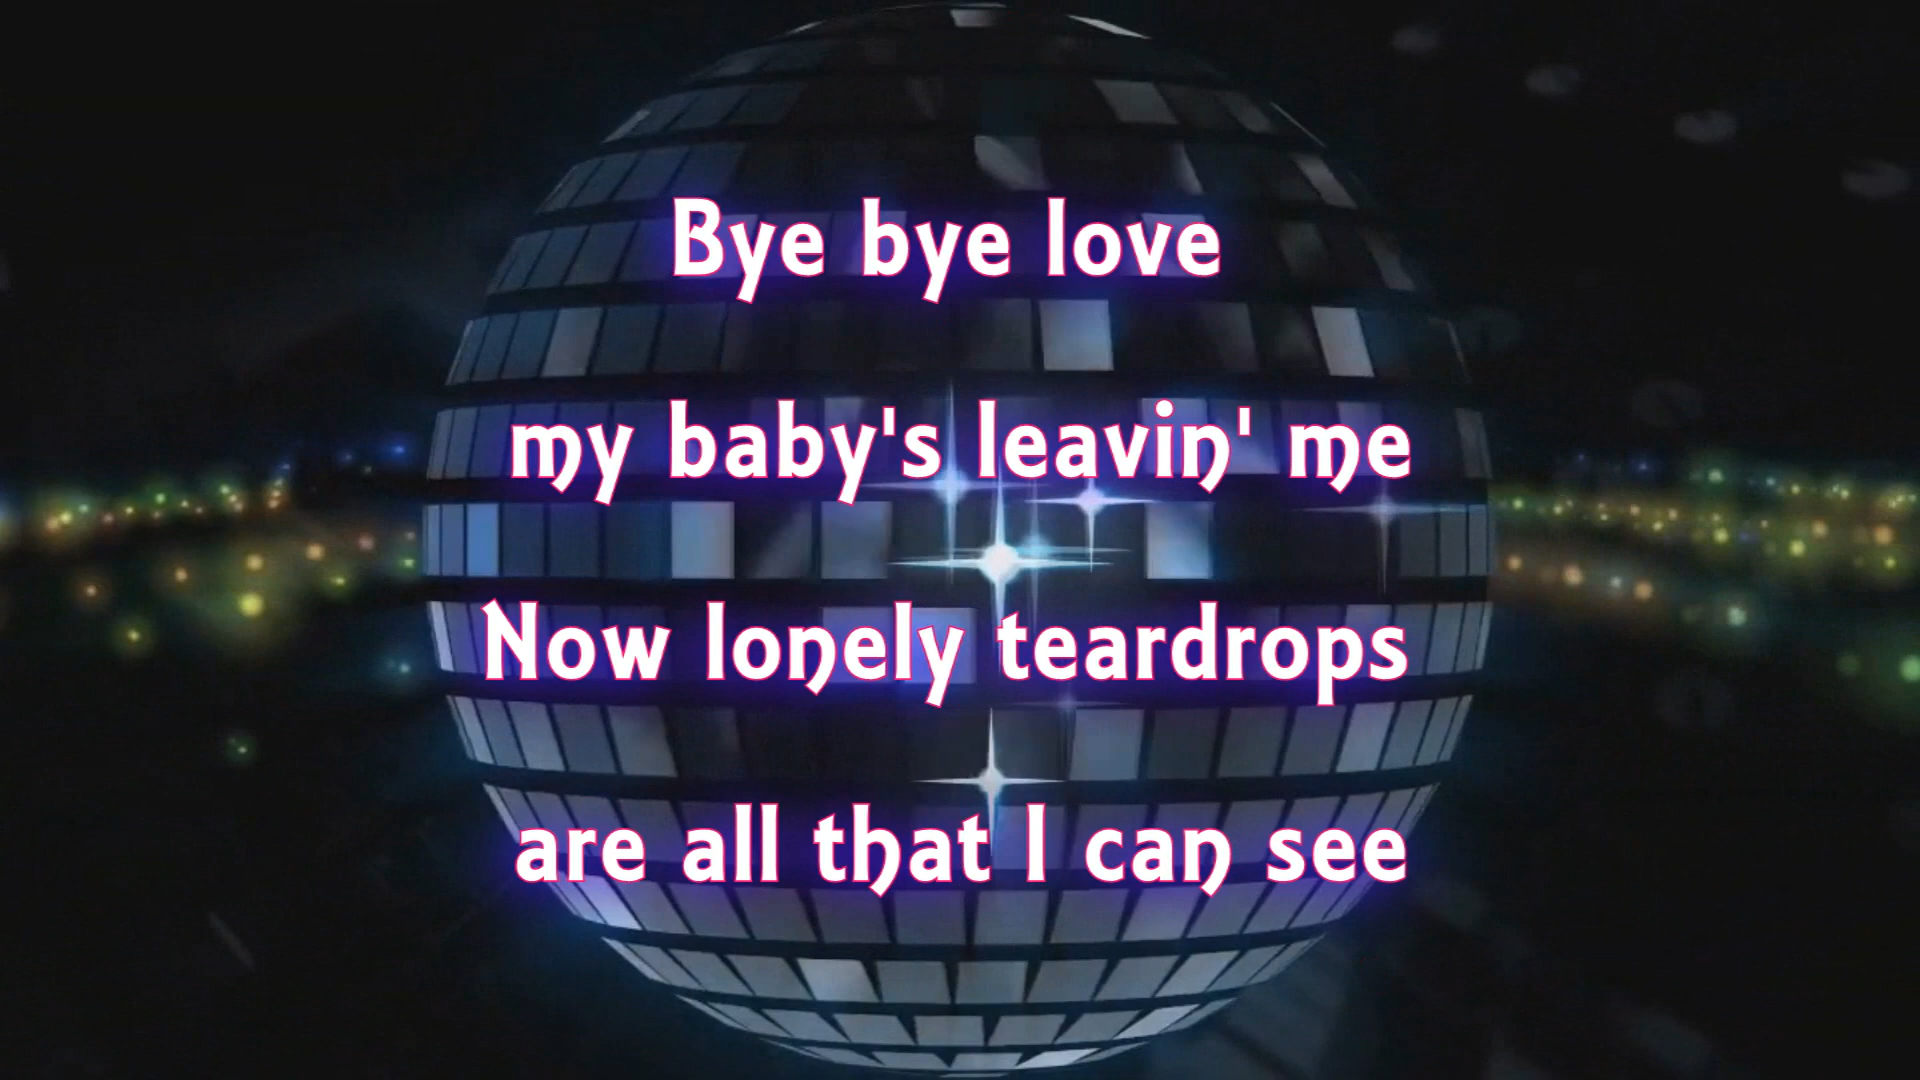 Bye bye love
my baby's leavin' me
Now lonely teardrops
are all that I can see